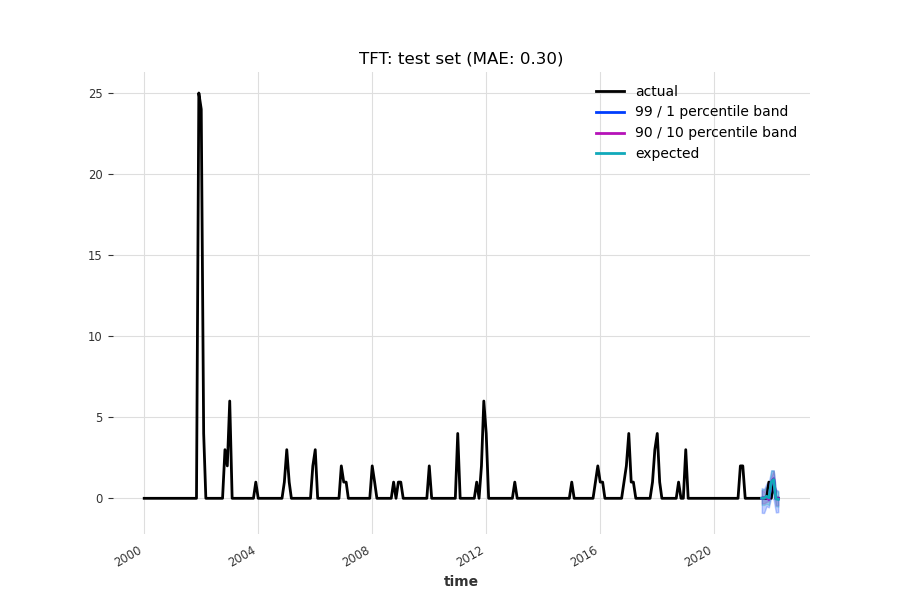 TFT: test set (MAE: 0.30)
actual
99 / 1 percentile band
90 / 10 percentile band
expected
25
20
15
10
5
0
2000
2004
2008
2012
2016
2020
time